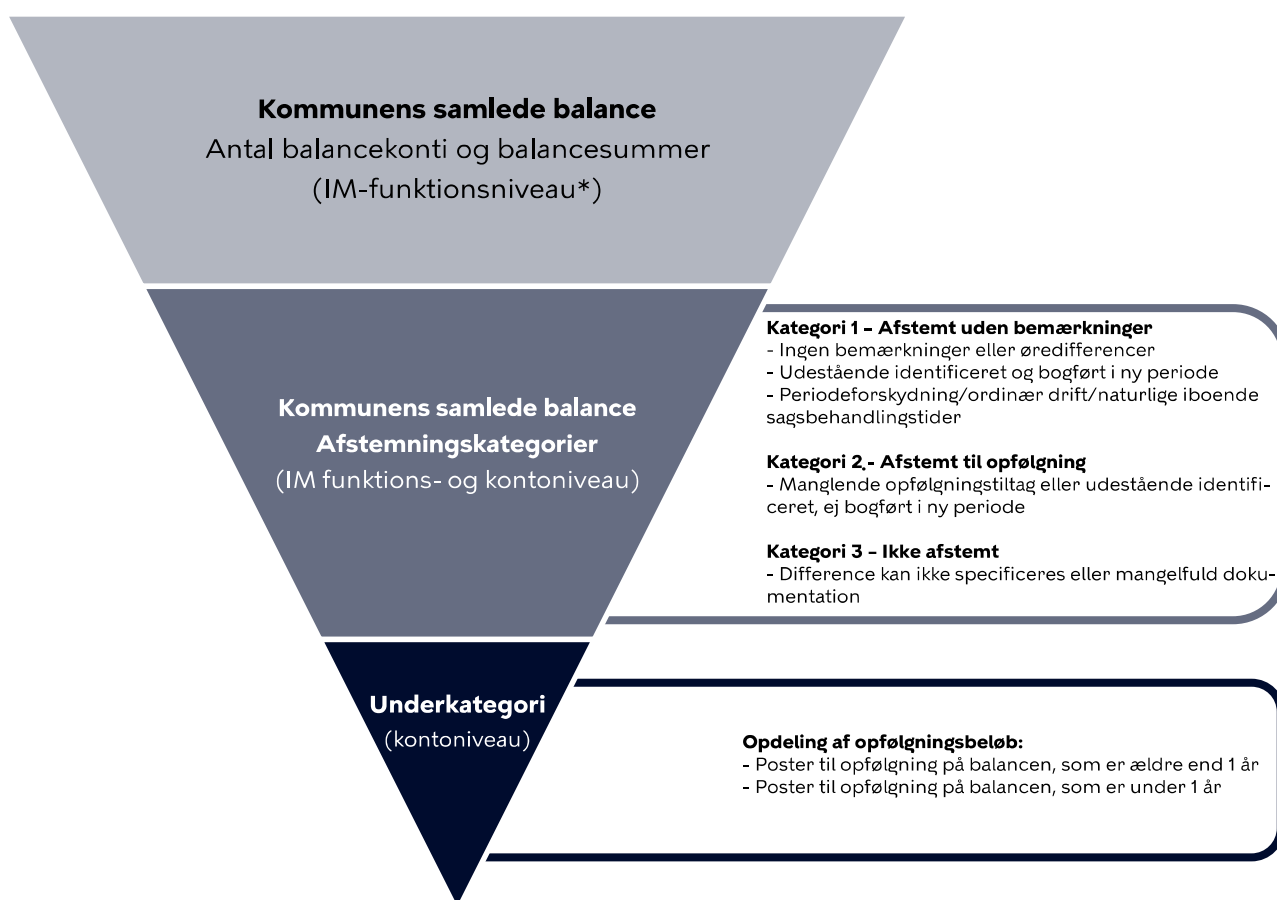 Kommunens samlede balance
Antal balancekonti og balancesummer
(IM-funktionsniveau*)
Kommunens samlede balance
Afstemningskategorier
(IM funktions- og kontoniveau)
Kategori 1 – Afstemt uden bemærkninger
- Ingen bemærkninger eller øredifferencer
- Udestående identificeret og bogført i ny periode
- Periodeforskydning/ordinær drift/naturlige iboende
sagsbehandlingstider
Kategori 2 - Afstemt til opfølgning
- Manglende opfølgningstiltag eller udestående identifi-
ceret, ej bogført i ny periode
Kategori 3 – Ikke afstemt
- Difference kan ikke specificeres eller mangelfuld doku-
mentation
Underkategori
(kontoniveau)
Opdeling af opfølgningsbeløb:
- Poster til opfølgning på balancen, som er ældre end 1 år
- Poster til opfølgning på balancen, som er under 1 år